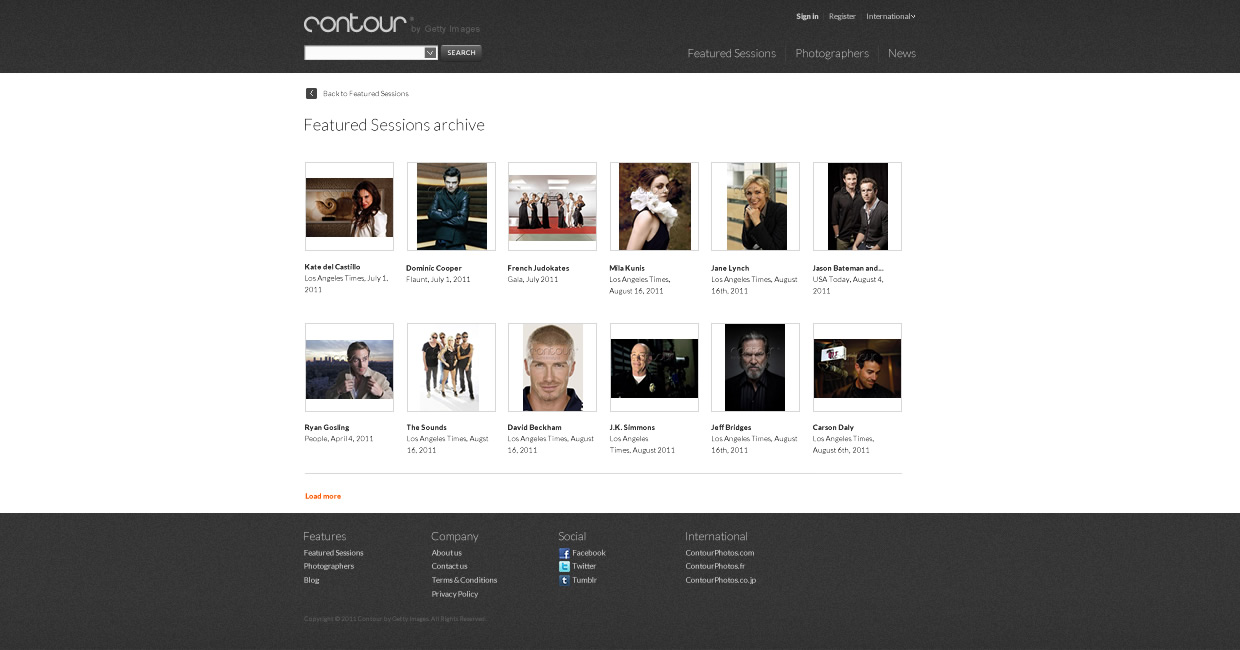 contour by Getty Images
Sign in Register International
SEARCH
Featured Sessions Photographers News
Back to Featured Sessions
Featured Sessions archive
Kate del Castillo
Los Angeles Times, July 1,
2011
Dominic Cooper
Flaunt, July 1, 2011
French Judokates
Gala, July 2011
Mila Kunis
Los Angeles Times,
August 16, 2011
Jane Lynch
Los Angeles Times, August
16th, 2011
Jason Bateman and...
USA Today, August 4,
2011
Ryan Gosling
People, April 4, 2011
The Sounds
Los Angeles Times, Augst
16, 2011
David Beckham
Los Angeles Times, August
16, 2011
J.K. Simmons
Los Angeles
Times, August 2011
Jeff Bridges
Los Angeles Times, August
16th, 2011
Carson Daly
Los Angeles Times,
August 6th, 2011
Load more
Features
Featured Sessions
Photographers
Blog
Company
About us
Contact us
Terms & Conditions
Privacy Policy
Social
Facebook
Twitter
Tumblr
International
ContourPhotos.com
ContourPhotos.fr
ContourPhotos.co.jp
Copyright © 2011 Contour by Getty Images. All Rights Reserved.